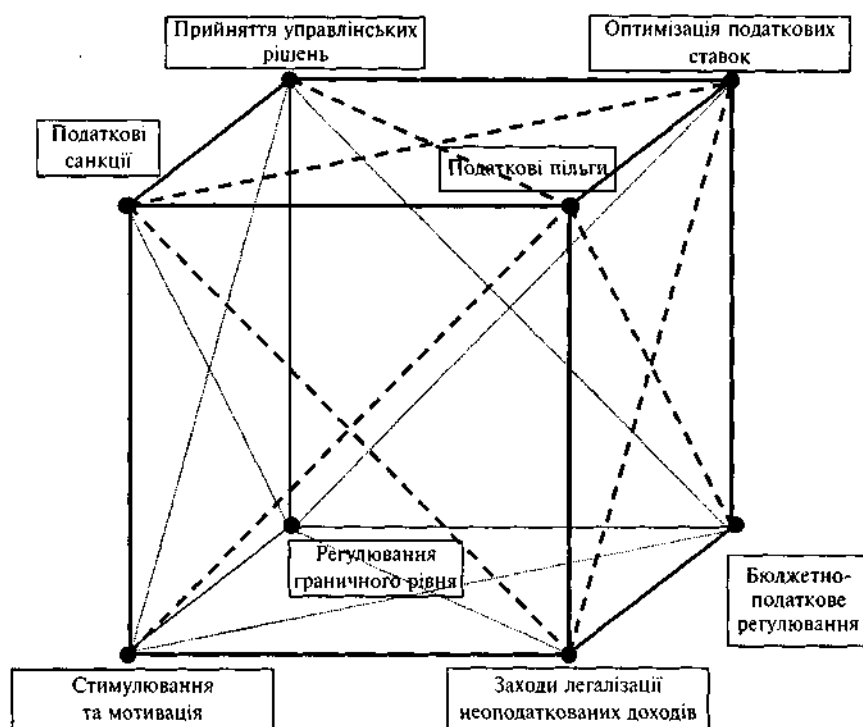 Прийняття управлінських
рішень
Оптимізація податкових
ставок
Податкові
санкції
Податкові пільги
Регулювання
граничного рівня
Бюджетно-
податкове
регулювання
Стимулювання
та мотивація
Заходи легалізації
неоподаткованих доходів